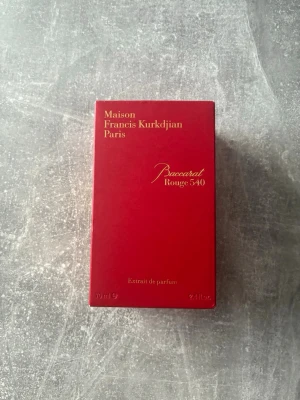 Maison
Francis Kurkdjian
Paris
Baccarat
Rouge 540
Extrait de parfum